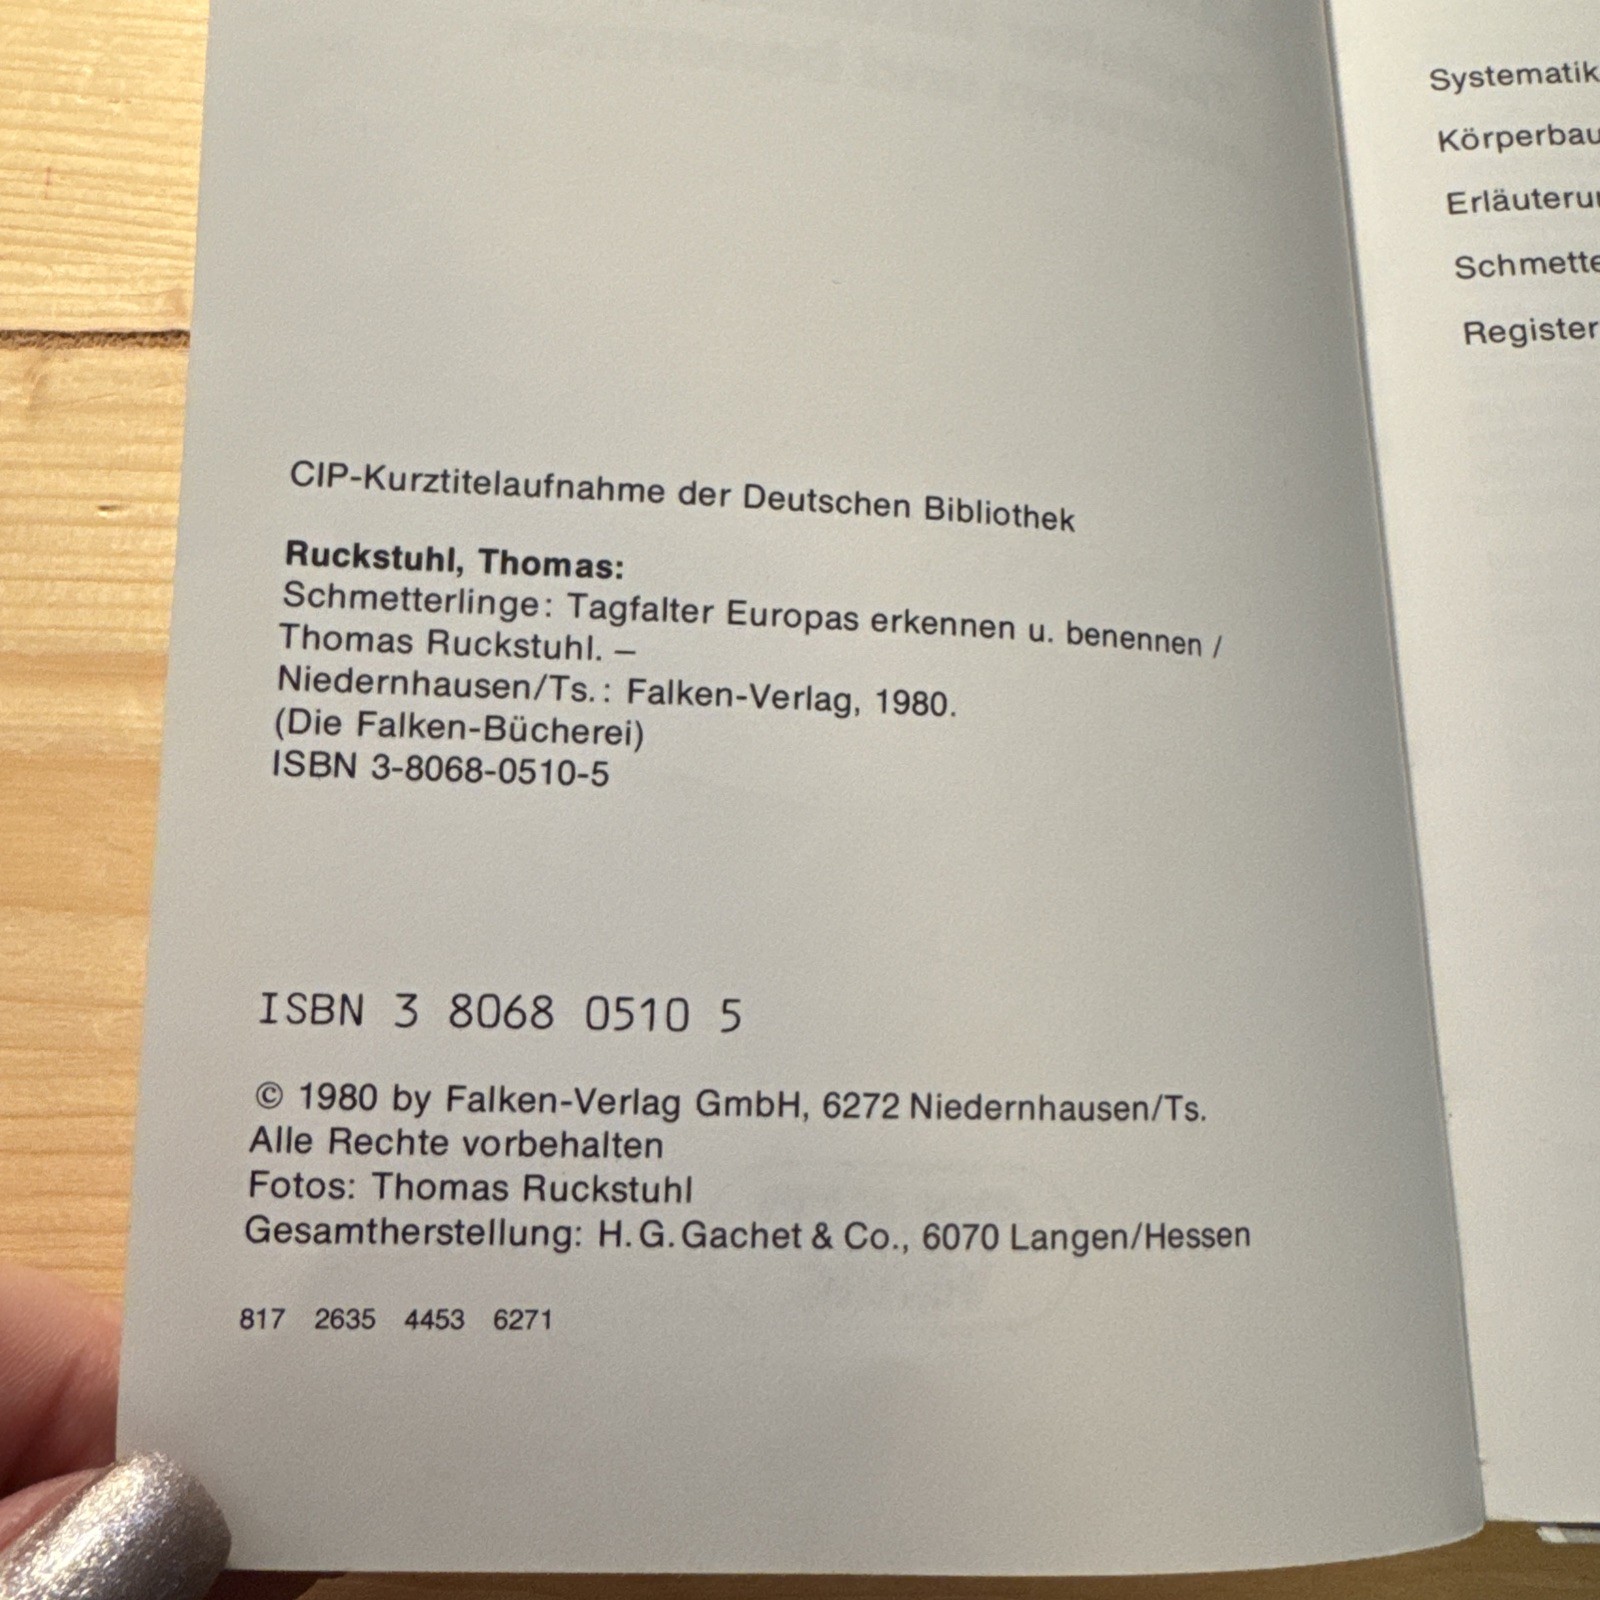 CIP-Kurztitelaufnahme der Deutschen Bibliothek
Ruckstuhl, Thomas:
Schmetterlinge: Tagfalter Europas erkennen u. benennen /
Thomas Ruckstuhl. –
Niedernhausen/Ts.: Falken-Verlag, 1980.
(Die Falken-Bücherei)
ISBN 3-8068-0510-5
ISBN 3 8068 0510 5
© 1980 by Falken-Verlag GmbH, 6272 Niedernhausen/Ts.
Alle Rechte vorbehalten
Fotos: Thomas Ruckstuhl
Gesamtherstellung: H. G. Gachet & Co., 6070 Langen/Hessen
817 2635 4453 6271
Systematik
Körperbau
Register